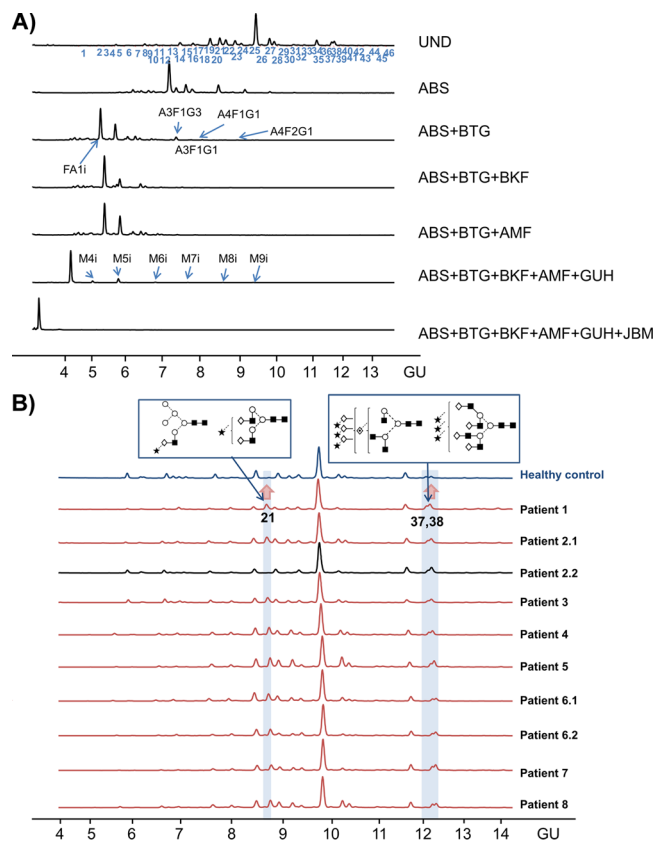 A)
UND
1 2 3 4 5 6 7 8 9 11 13 15 17 19 21 22 24 25 27 29 31 33 34 36 38 40 42 44 46
10 12 14 16 18 20 23 26 28 30 32 35 37 39 41 43 45
ABS
A3F1G3
A4F1G1
A4F2G1
ABS+BTG
FA1i
A3F1G1
ABS+BTG+BKF
ABS+BTG+AMF
M4i M5i M6i M7i M8i M9i
ABS+BTG+BKF+AMF+GUH
ABS+BTG+BKF+AMF+GUH+JBM
4 5 6 7 8 9 10 11 12 13 GU
B)
Healthy control
Patient 1
21
37,38
Patient 2.1
Patient 2.2
Patient 3
Patient 4
Patient 5
Patient 6.1
Patient 6.2
Patient 7
Patient 8
4 5 6 7 8 9 10 11 12 13 14 GU